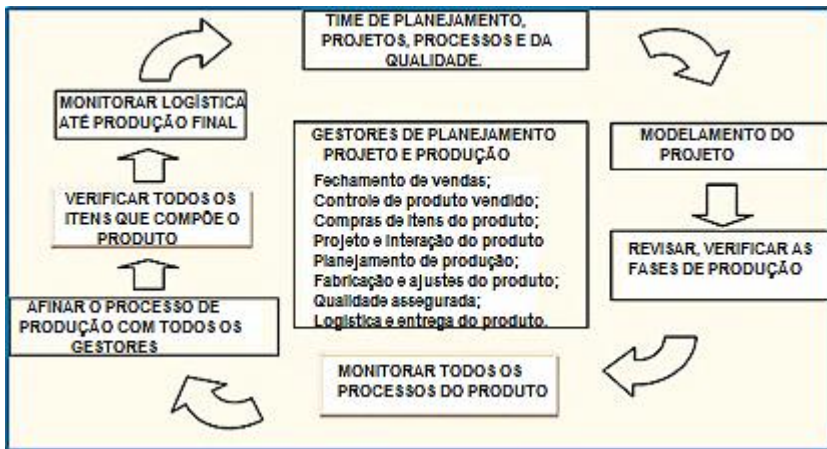 TIME DE PLANEJAMENTO,
PROJETOS, PROCESSOS E DA
QUALIDADE.
MODELAMENTO DO
PROJETO
REVISAR, VERIFICAR AS
FASES DE PRODUÇÃO
MONITORAR TODOS OS
PROCESSOS DO PRODUTO
AFINAR O PROCESSO DE
PRODUÇÃO COM TODOS OS
GESTORES
VERIFICAR TODOS OS
ITENS QUE COMPÕE O
PRODUTO
MONITORAR LOGÍSTICA
ATÉ PRODUÇÃO FINAL
GESTORES DE PLANEJAMENTO
PROJETO E PRODUÇÃO
Fechamento de vendas;
Controle de produto vendido;
Compras de itens do produto;
Projeto e interação do produto
Planejamento de produção;
Fabricação e ajustes do produto;
Qualidade assegurada;
Logística e entrega do produto.